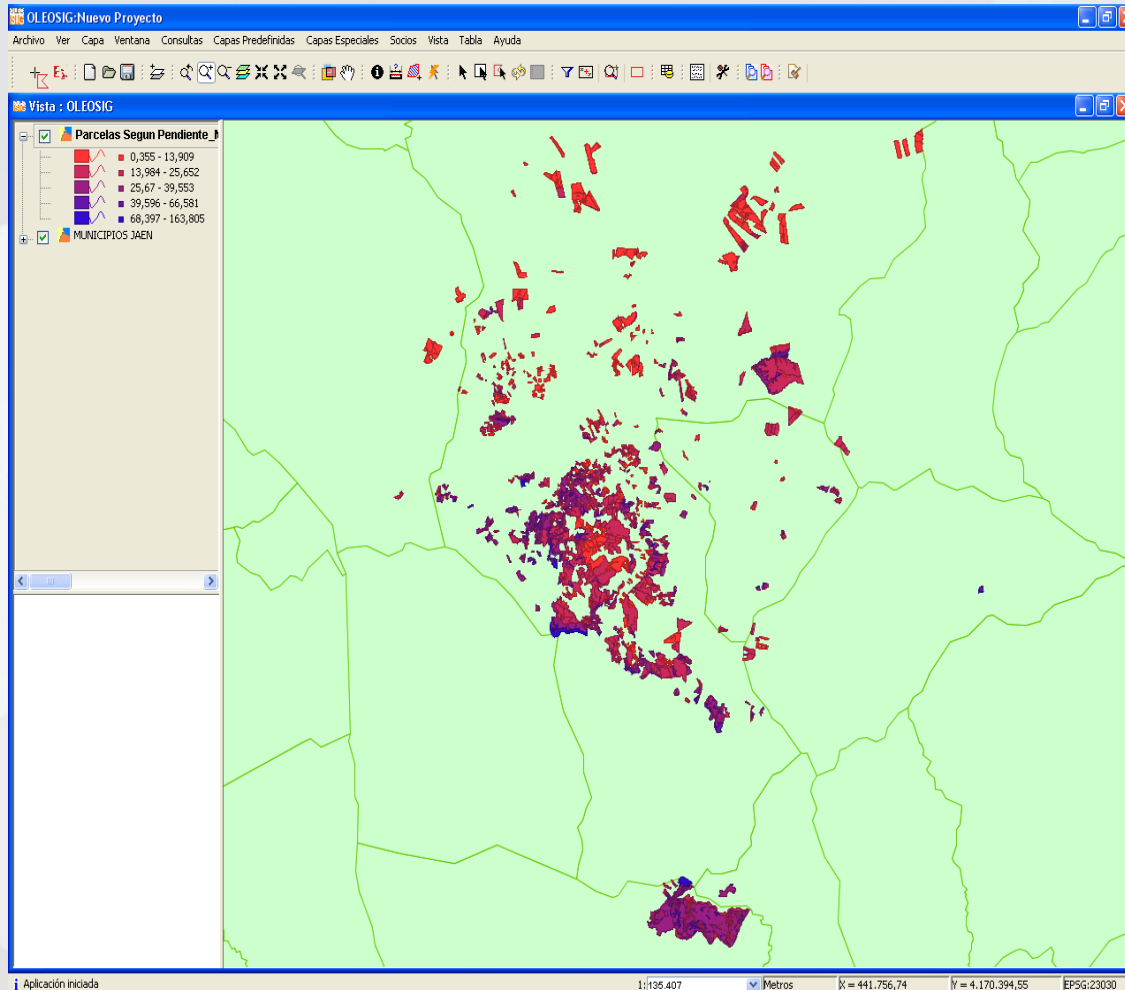 OLEOSIG:Nuevo Proyecto
Archivo Ver Capa Ventana Consultas Capas Predefinidas Capas Especiales Socios Vista Tabla Ayuda
Vista : OLEOSIG
Parcelas Segun Pendiente_
0,355 - 13,909
13,984 - 25,652
25,67 - 39,553
39,596 - 66,581
68,397 - 163,805
MUNICIPIOS JAEN
Aplicación iniciada 1:135.407 Metros X = 441.756,74 Y = 4.170.394,55 EPSG:23030